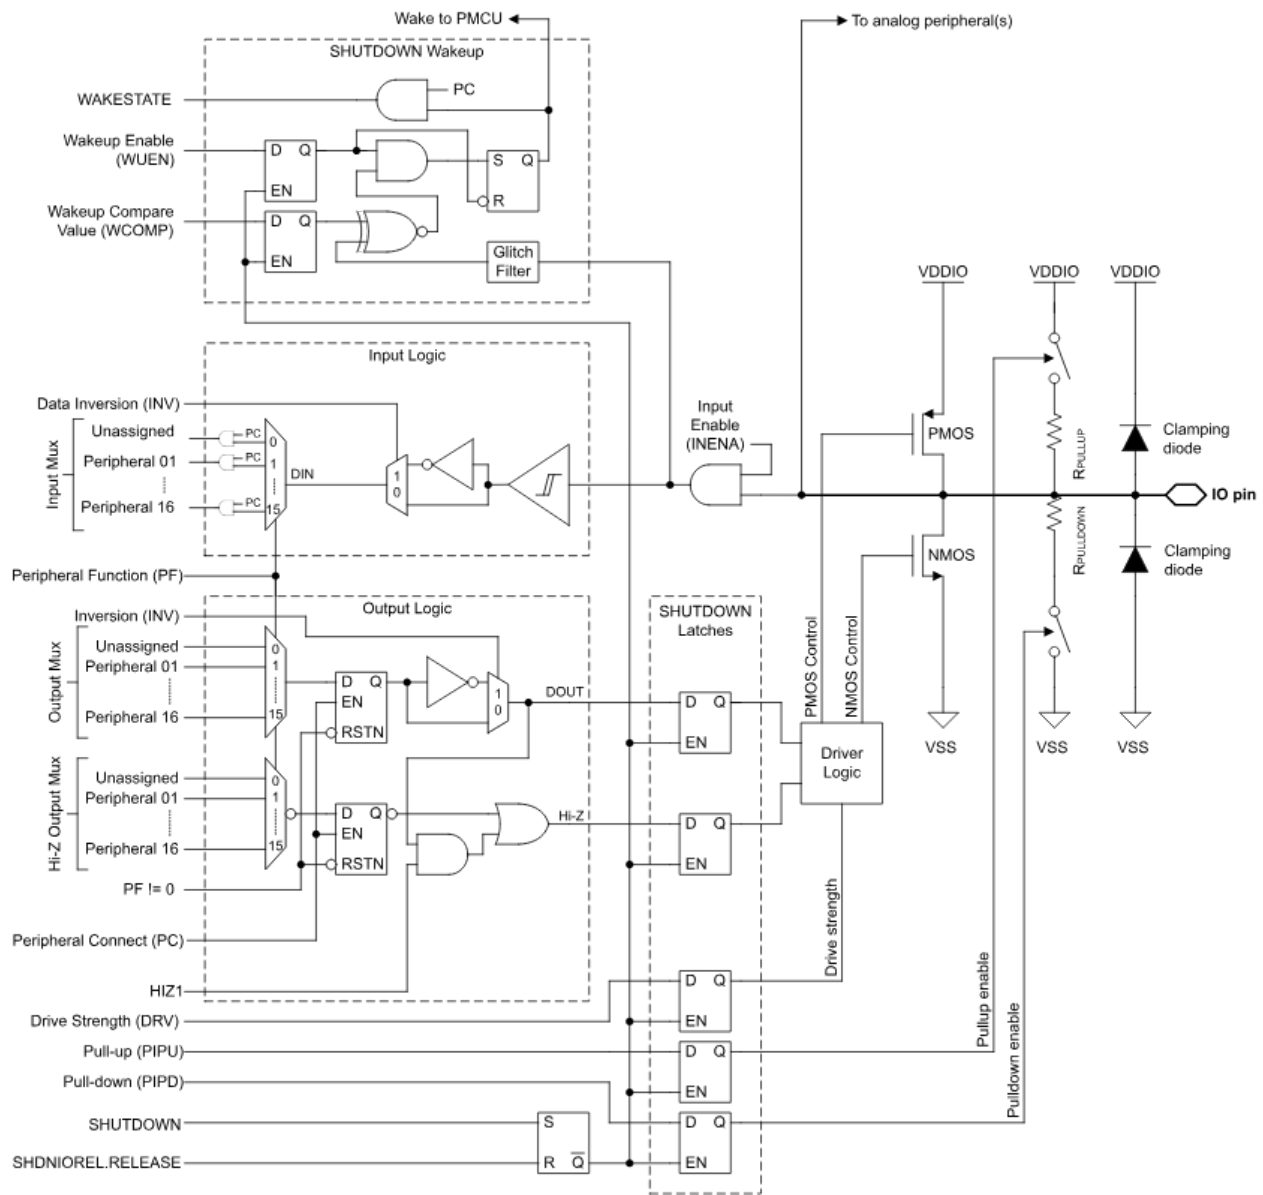 Wake to PMCU
To analog peripheral(s)
SHUTDOWN Wakeup
WAKESTATE
PC
Wakeup Enable
(WUEN)
D Q
EN
S Q
R
Wakeup Compare
Value (WCOMP)
D Q
EN
Glitch
Filter
VDDIO
VDDIO
VDDIO
Input Logic
Data Inversion (INV)
Input Mux
Unassigned
PC
0
Peripheral 01
PC
1
Peripheral 16
PC
15
DIN
1
0
Input
Enable
(INENA)
PMOS
RPULLUP
Clamping
diode
IO pin
NMOS
RPULLDOWN
Clamping
diode
Peripheral Function (PF)
Output Logic
SHUTDOWN
Latches
Inversion (INV)
Output Mux
Unassigned
0
Peripheral 01
1
Peripheral 16
15
D Q
EN
RSTN
1
0
DOUT
D Q
EN
PMOS Control
NMOS Control
Driver
Logic
VSS
VSS
VSS
Hi-Z Output Mux
Unassigned
0
Peripheral 01
1
Peripheral 16
15
D Q
EN
RSTN
Hi-Z
D Q
EN
PF != 0
Peripheral Connect (PC)
HIZ1
Drive strength
Drive Strength (DRV)
D Q
EN
Pull-up (PIPU)
D Q
EN
Pullup enable
Pull-down (PIPD)
D Q
EN
Pulldown enable
SHUTDOWN
S
SHDNIOREL.RELEASE
R Q